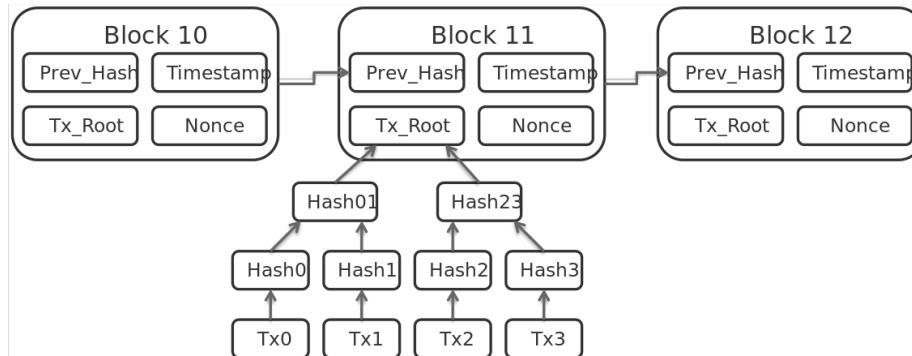 Block 10
Block 11
Block 12
Prev_Hash Timestamp
Prev_Hash Timestamp
Prev_Hash Timestamp
Tx_Root Nonce
Tx_Root Nonce
Tx_Root Nonce
Hash01 Hash23
Hash0 Hash1 Hash2 Hash3
Tx0 Tx1 Tx2 Tx3